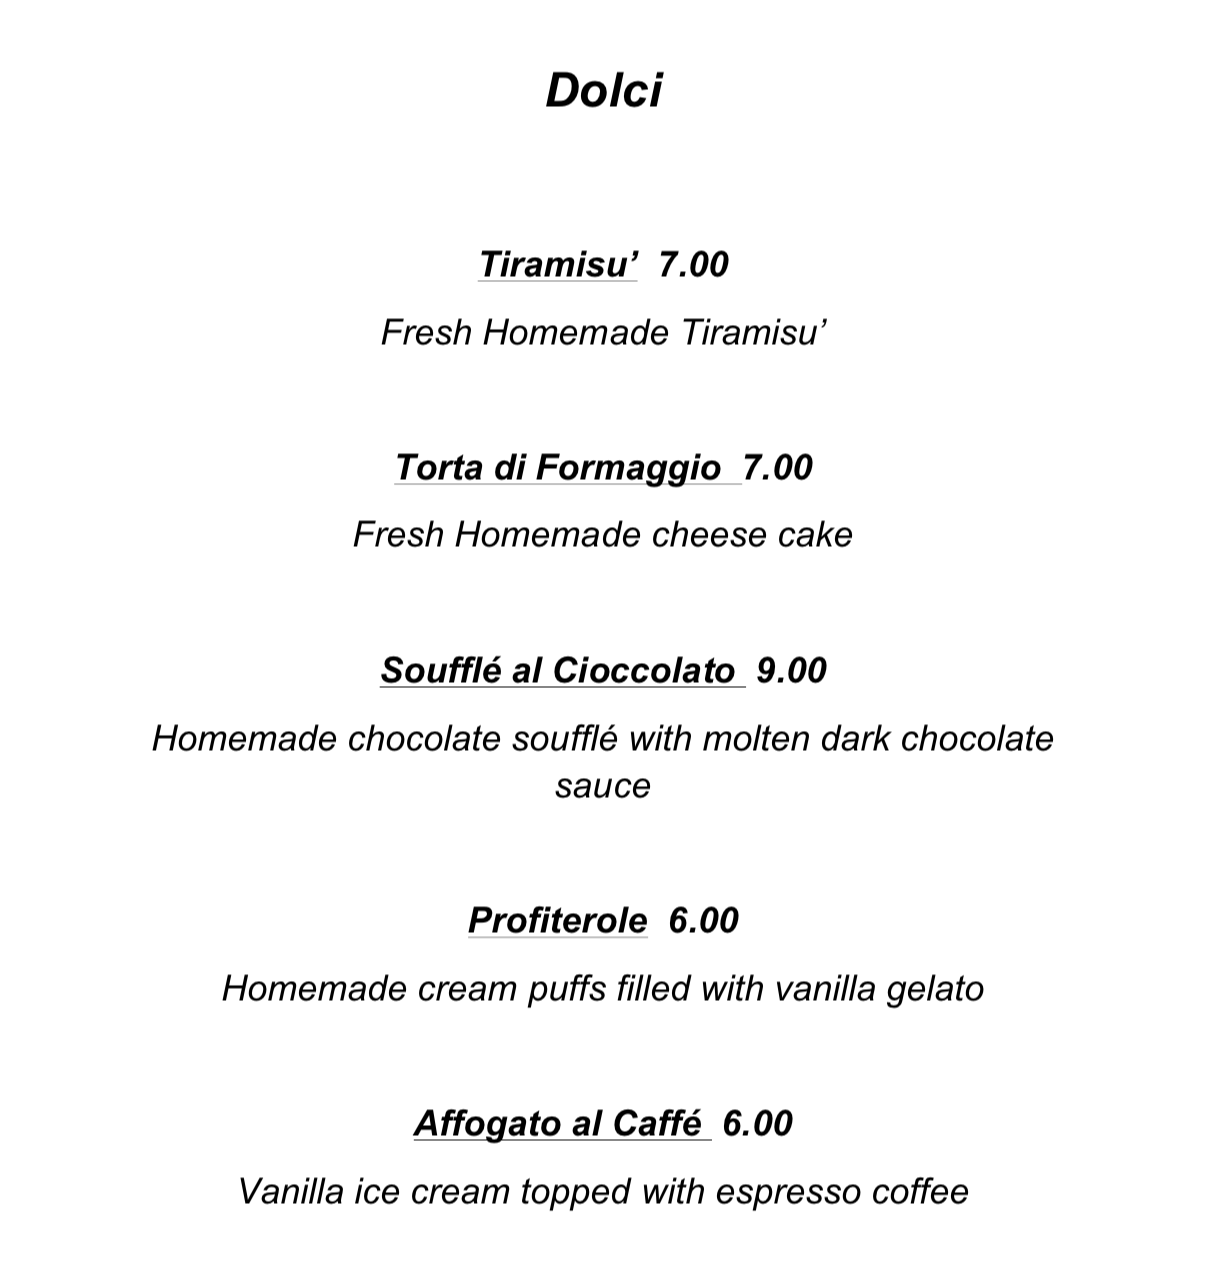 Dolci
Tiramisu’ 7.00
Fresh Homemade Tiramisu’
Torta di Formaggio 7.00
Fresh Homemade cheese cake
Soufflé al Cioccolato 9.00
Homemade chocolate soufflé with molten dark chocolate
sauce
Profiterole 6.00
Homemade cream puffs filled with vanilla gelato
Affogato al Caffé 6.00
Vanilla ice cream topped with espresso coffee